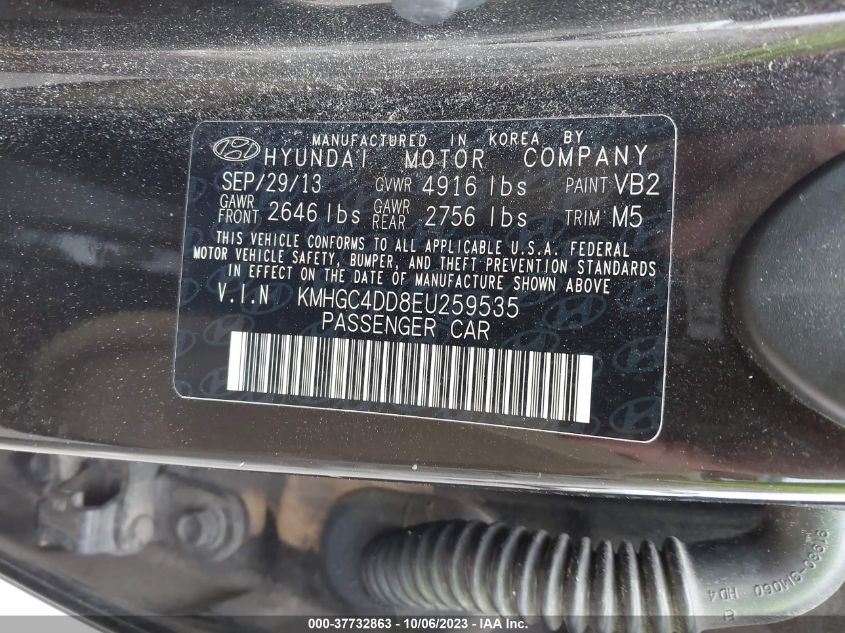 MANUFACTURED IN KOREA BY
HYUNDAI MOTOR COMPANY
SEP/29/13 GVWR 4916 lbs PAINT VB2
GAWR FRONT 2646 lbs GAWR REAR 2756 lbs TRIM M5
THIS VEHICLE CONFORMS TO ALL APPLICABLE U.S.A. FEDERAL
MOTOR VEHICLE SAFETY, BUMPER, AND THEFT PREVENTION STANDARDS
IN EFFECT ON THE DATE OF MANUFACTURE SHOWN ABOVE
V.I.N KMHGC4DD8EU259535
PASSENGER CAR
91860-3M060
HD4
000-37732863 - 10/06/2023 - IAA Inc.